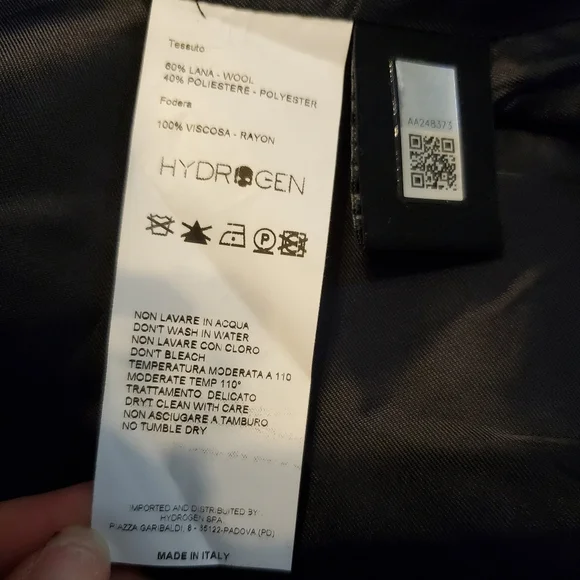 Tessuto
60% LANA - WOOL
40% POLIESTERE - POLYESTER
Fodera
100% VISCOSA - RAYON
HYDROGEN
P
NON LAVARE IN ACQUA
DON'T WASH IN WATER
NON LAVARE CON CLORO
DON'T BLEACH
TEMPERATURA MODERATA A 110
MODERATE TEMP 110°
TRATTAMENTO DELICATO
DRYT CLEAN WITH CARE
NON ASCIUGARE A TAMBURO
NO TUMBLE DRY
IMPORTED AND DISTRIBUTED BY
HYDROGEN SPA
PIAZZA GARIBALDI, 8 - 35122-PADOVA (PD)
MADE IN ITALY
AA248373